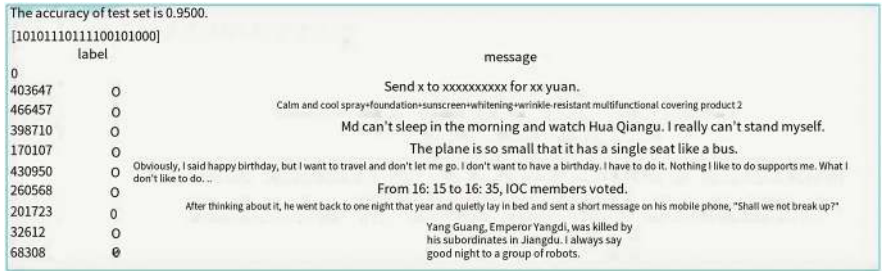 The accuracy of test set is 0.9500.
[10101110111100101000]
label message
0
403647 0 Send x to xxxxxxxxxx for xx yuan.
466457 0 Calm and cool spray+foundation+sunscreen+whitening+wrinkle-resistant multifunctional covering product 2
398710 0 Md can't sleep in the morning and watch Hua Qiangu. I really can't stand myself.
170107 0 The plane is so small that it has a single seat like a bus.
430950 0 Obviously, I said happy birthday, but I want to travel and don't let me go. I don't want to have a birthday. I have to do it. Nothing I like to do supports me. What I
don't like to do...
260568 0 From 16: 15 to 16: 35, IOC members voted.
201723 0 After thinking about it, he went back to one night that year and quietly lay in bed and sent a short message on his mobile phone, "Shall we not break up?"
32612 0 Yang Guang, Emperor Yangdi, was killed by
his subordinates in Jiangdu. I always say
68308 0 good night to a group of robots.